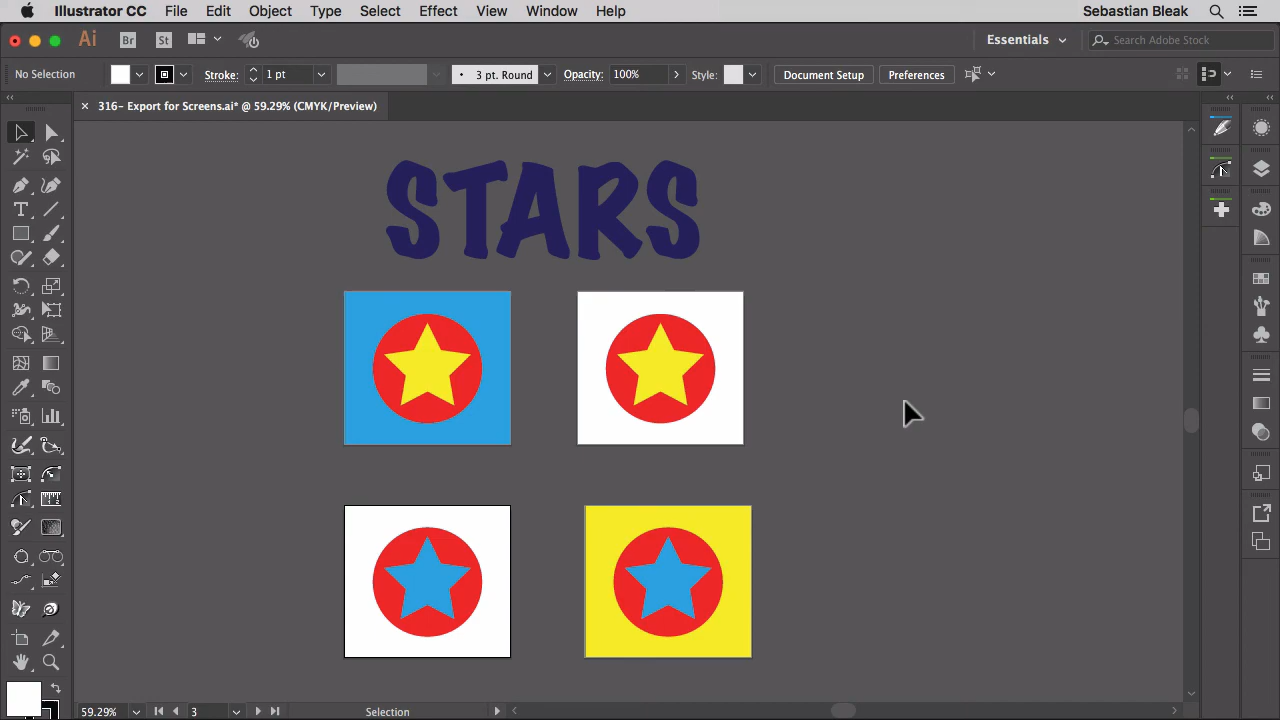 Illustrator CC File Edit Object Type Select Effect View Window Help Sebastian Bleak
Ai Br St Essentials Search Adobe Stock
No Selection Stroke: 1 pt 3 pt. Round Opacity: 100% Style: Document Setup Preferences
316- Export for Screens.ai* @ 59.29% (CMYK/Preview)
STARS
59.29% 3 Selection